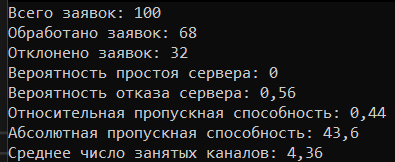 Всего заявок: 100
Обработано заявок: 68
Отклонено заявок: 32
Вероятность простоя сервера: 0
Вероятность отказа сервера: 0,56
Относительная пропускная способность: 0,44
Абсолютная пропускная способность: 43,6
Среднее число занятых каналов: 4,36